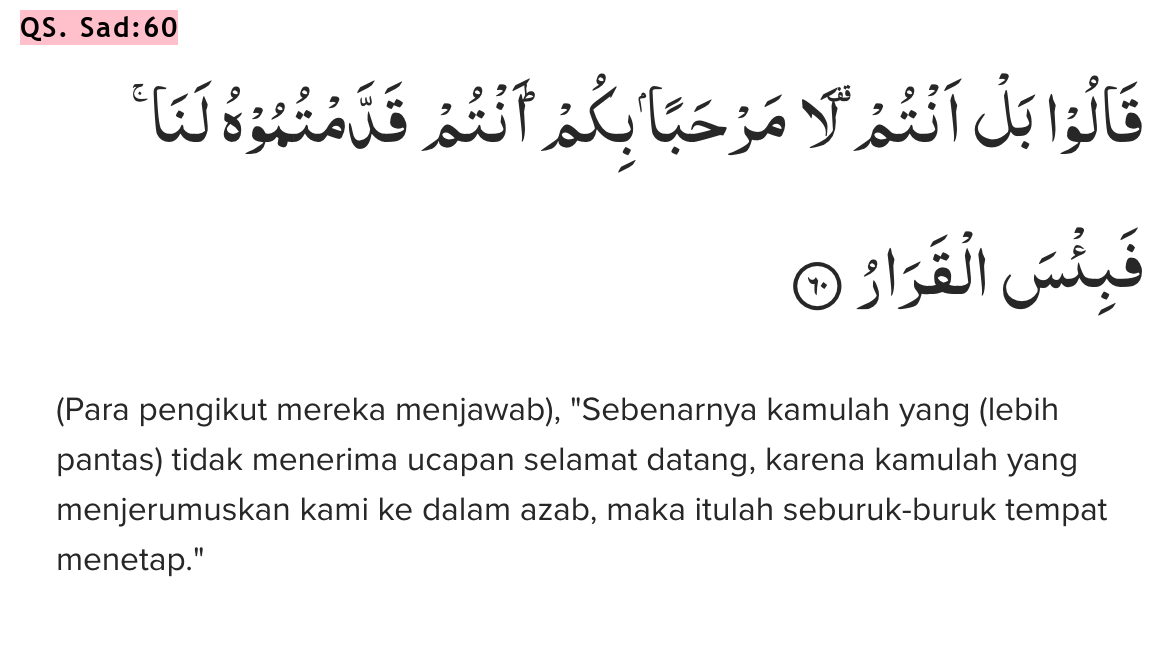 QS. Sad:60
قَالُوْا بَلْ اَنْتُمْ ۗ لَا مَرْحَبًاۢ بِكُمْ ۗ اَنْتُمْ قَدَّمْتُمُوْهُ لَنَا ۚ
فَبِئْسَ الْقَرَارُ ٦٠
(Para pengikut mereka menjawab), "Sebenarnya kamulah yang (lebih
pantas) tidak menerima ucapan selamat datang, karena kamulah yang
menjerumuskan kami ke dalam azab, maka itulah seburuk-buruk tempat
menetap."